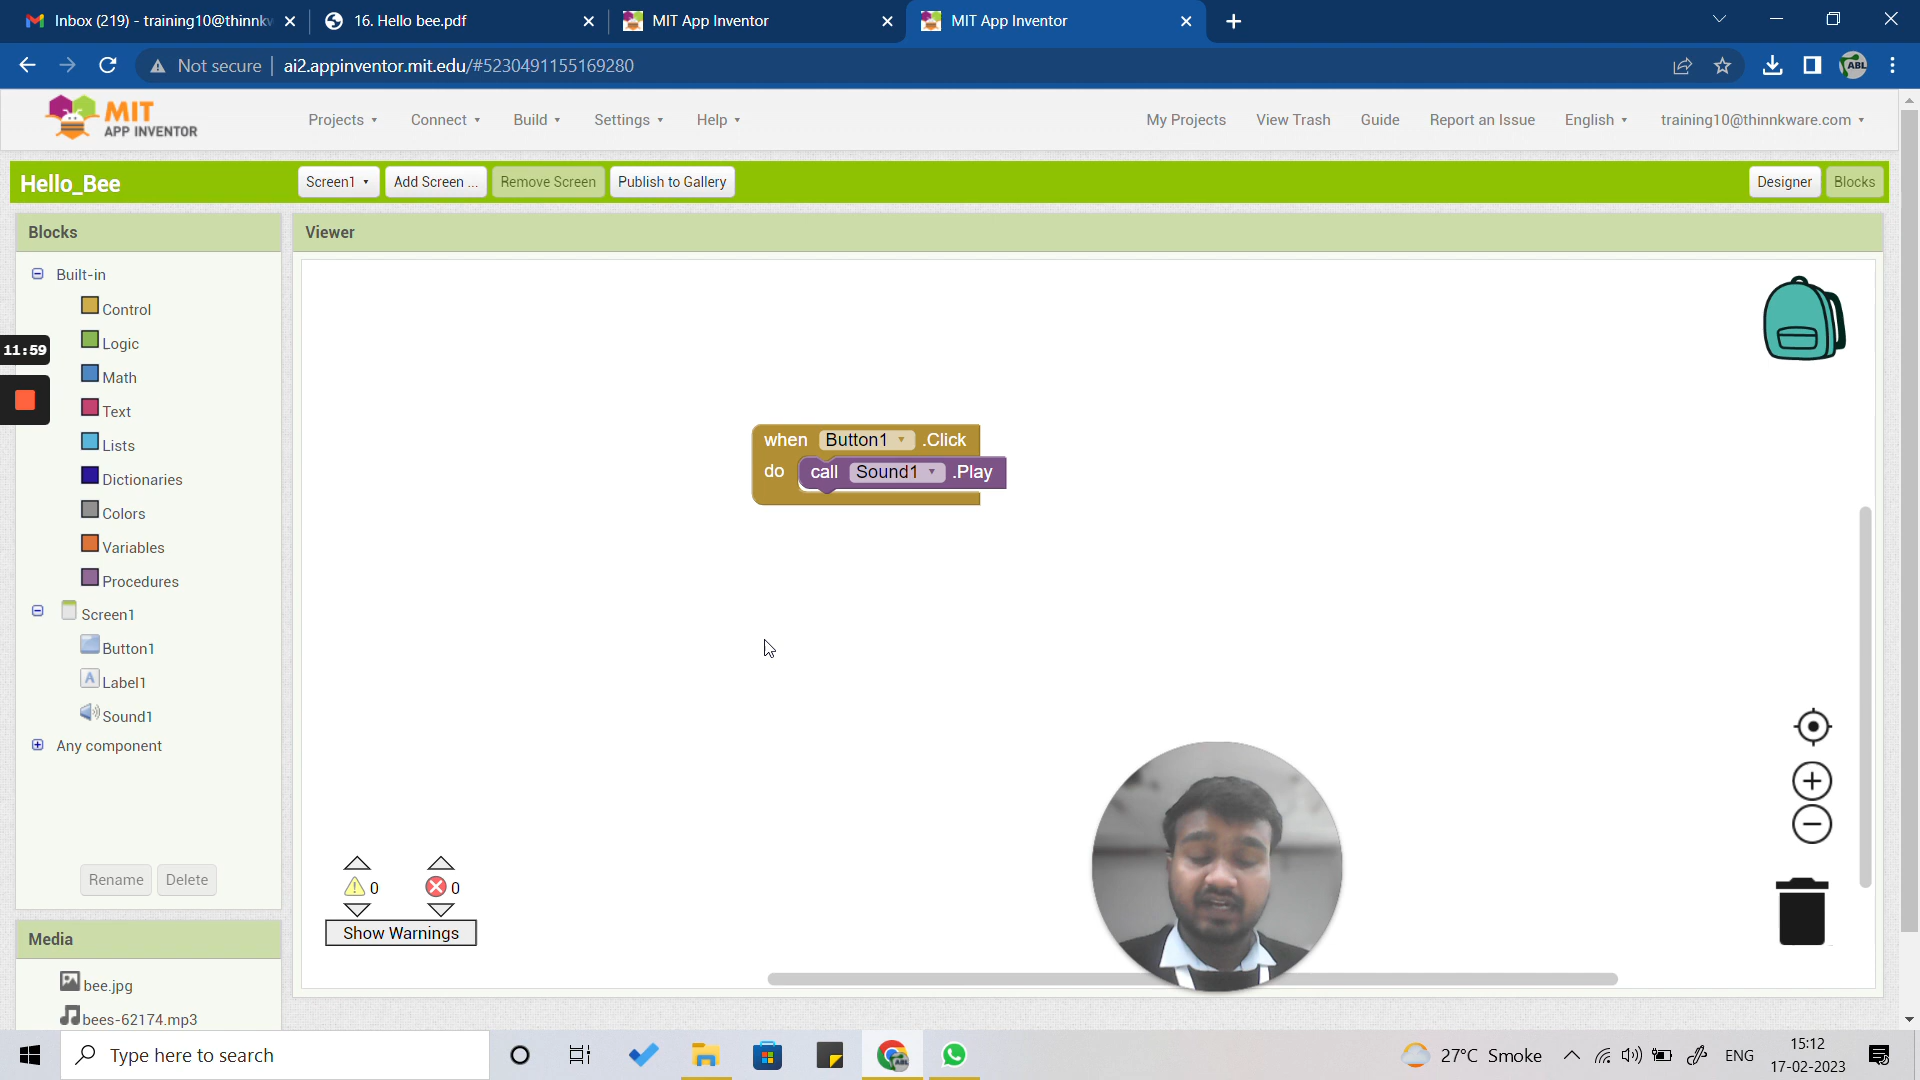 Inbox (219) - training10@thinnkw
16. Hello bee.pdf
MIT App Inventor
MIT App Inventor
Not secure
ai2.appinventor.mit.edu/#5230491155169280
ABL
MIT
APP INVENTOR
Projects
Connect
Build
Settings
Help
My Projects
View Trash
Guide
Report an Issue
English
training10@thinnkware.com
Hello_Bee
Screen1
Add Screen ...
Remove Screen
Publish to Gallery
Designer
Blocks
Blocks
Viewer
Built-in
Control
Logic
11:59
Math
Text
Lists
Dictionaries
Colors
Variables
Procedures
Screen1
Button1
A Label1
Sound1
Any component
when Button1 .Click
do call Sound1 .Play
Rename
Delete
0
0
Show Warnings
Media
bee.jpg
bees-62174.mp3
Type here to search
ABL
27°C Smoke
ENG
15:12
17-02-2023